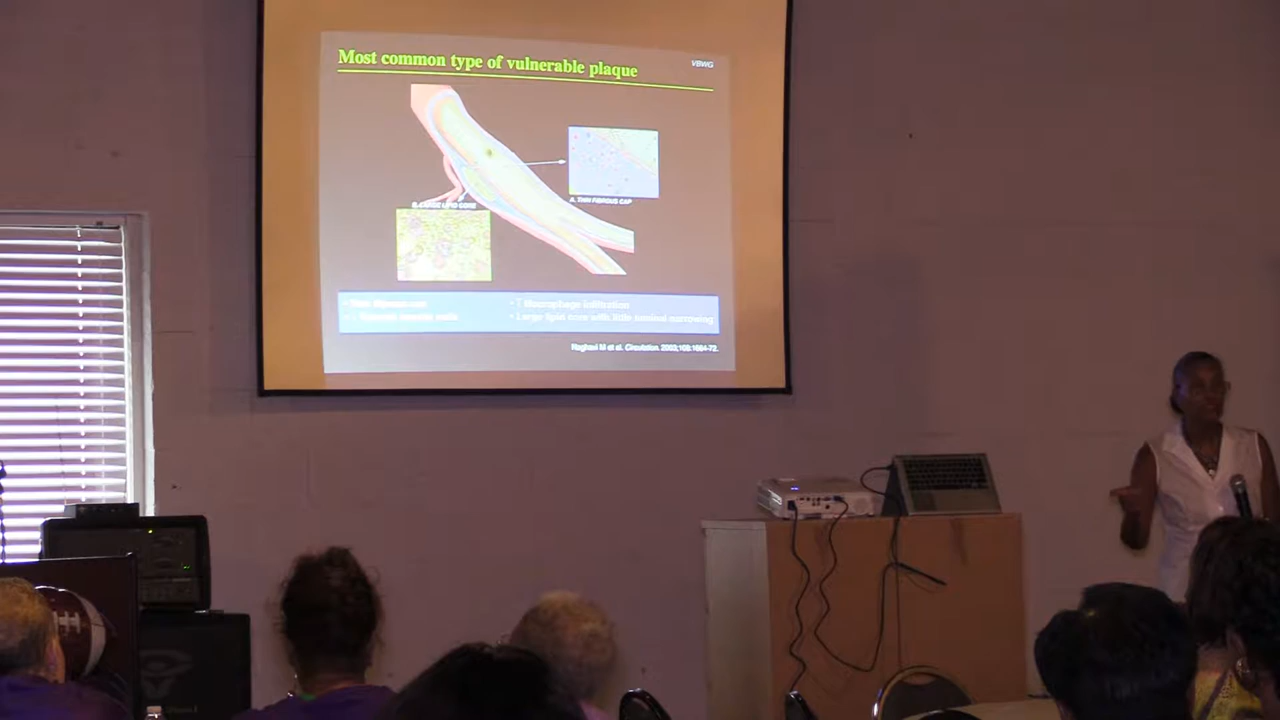 Most common type of vulnerable plaque
VBWG
A. THIN FIBROUS CAP
B. LARGE LIPID CORE
• ↑ Macrophage infiltration
• Large lipid core with little luminal narrowing
Naghavi M et al. Circulation. 2003;108:1664-72.